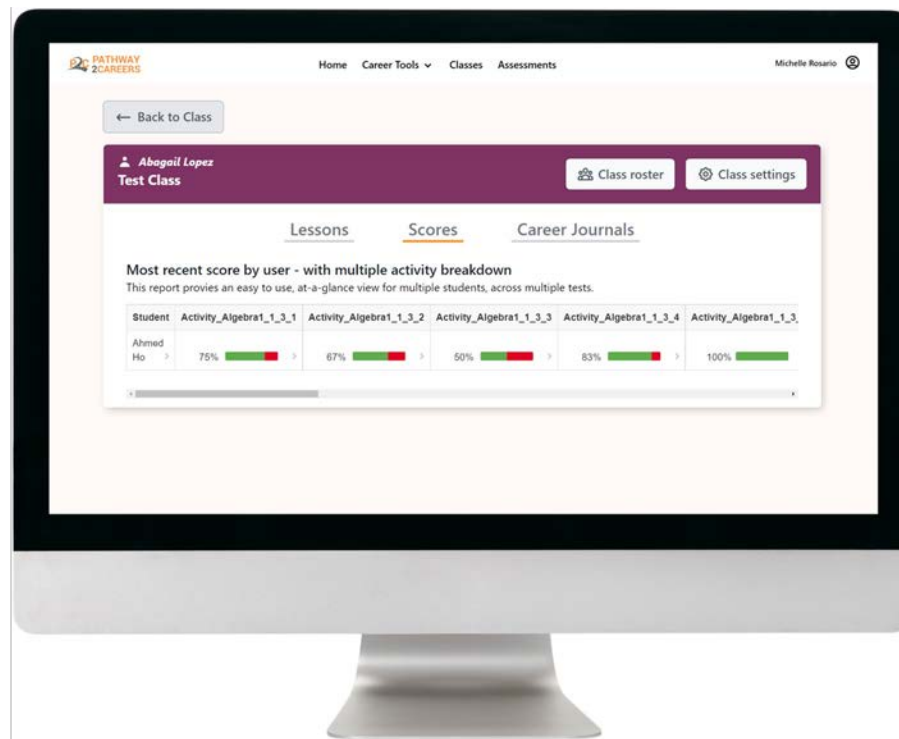 PATHWAY
2CAREERS
Home Career Tools Classes Assessments
Michelle Rosario
← Back to Class
Abagail Lopez
Test Class
Class roster
Class settings
Lessons Scores Career Journals
Most recent score by user - with multiple activity breakdown
This report provies an easy to use, at-a-glance view for multiple students, across multiple tests.
Student Activity_Algebra1_1_3_1 Activity_Algebra1_1_3_2 Activity_Algebra1_1_3_3 Activity_Algebra1_1_3_4 Activity_Algebra1_1_3_
Ahmed
Ho 75% 67% 50% 83% 100%